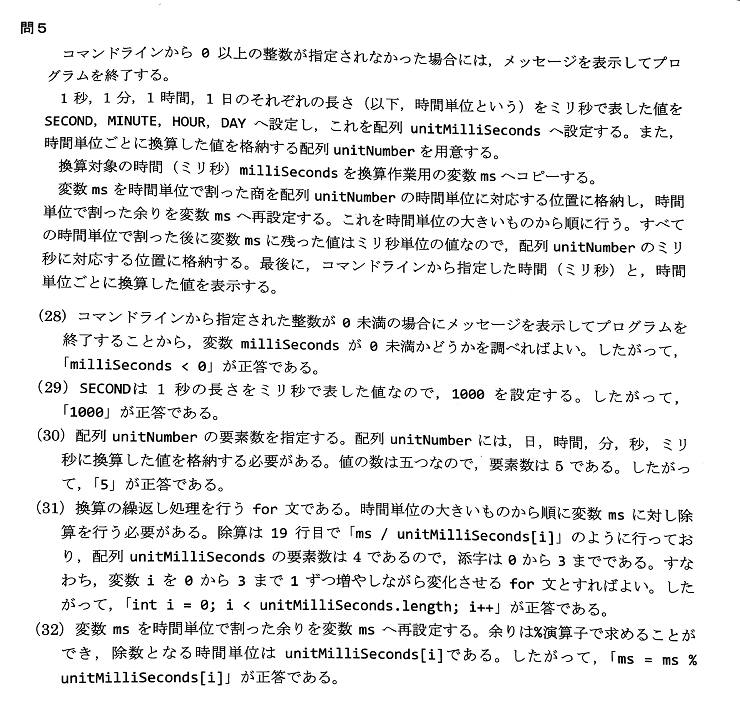 問5
コマンドラインから 0 以上の整数が指定されなかった場合には，メッセージを表示してプロ
グラムを終了する。
1秒，1分，1時間，1日のそれぞれの長さ（以下，時間単位という）をミリ秒で表した値を
SECOND, MINUTE, HOUR, DAY へ設定し，これを配列 unitMilliSeconds へ設定する。また，
時間単位ごとに換算した値を格納する配列 unitNumber を用意する。
換算対象の時間（ミリ秒）milliSeconds を換算作業用の変数 ms へコピーする。
変数 ms を時間単位で割った商を配列 unitNumber の時間単位に対応する位置に格納し，時間
単位で割った余りを変数 ms へ再設定する。これを時間単位の大きいものから順に行う。すべて
の時間単位で割った後に変数 ms に残った値はミリ秒単位の値なので，配列 unitNumber のミリ
秒に対応する位置に格納する。最後に，コマンドラインから指定した時間（ミリ秒）と，時間
単位ごとに換算した値を表示する。
(28) コマンドラインから指定された整数が 0 未満の場合にメッセージを表示してプログラムを
終了することから，変数 milliSeconds が 0 未満かどうかを調べればよい。したがって，
「milliSeconds < 0」が正答である。
(29) SECONDは 1 秒の長さをミリ秒で表した値なので，1000 を設定する。したがって，
「1000」が正答である。
(30) 配列 unitNumber の要素数を指定する。配列 unitNumber には，日，時間，分，秒，ミリ
秒に換算した値を格納する必要がある。値の数は五つなので，要素数は 5 である。したがっ
て，「5」が正答である。
(31) 換算の繰返し処理を行う for 文である。時間単位の大きいものから順に変数 ms に対し除
算を行う必要がある。除算は 19 行目で「ms / unitMilliSeconds[i]」のように行ってお
り，配列 unitMilliSeconds の要素数は 4 であるので，添字は 0 から 3 までである。すな
わち，変数 i を 0 から 3 まで 1 ずつ増やしながら変化させる for 文とすればよい。した
がって，「int i = 0; i < unitMilliSeconds.length; i++」が正答である。
(32) 変数 ms を時間単位で割った余りを変数 ms へ再設定する。余りは%演算子で求めることが
でき，除数となる時間単位は unitMilliSeconds[i]である。したがって，「ms = ms %
unitMilliSeconds[i]」が正答である。